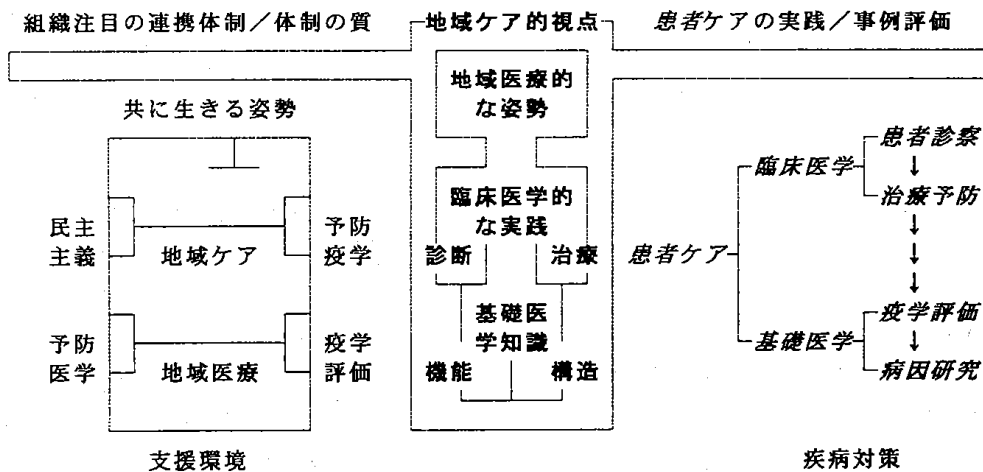 組織注目の連携体制／体制の質
地域ケア的視点
患者ケアの実践／事例評価
地域医療的
な姿勢
共に生きる姿勢
臨床医学的
な実践
診断
治療
基礎医
学知識
機能
構造
民主
主義
地域ケア
予防
疫学
予防
医学
地域医療
疫学
評価
支援環境
患者ケア
臨床医学
患者診察
↓
治療予防
↓
↓
↓
基礎医学
疫学評価
↓
病因研究
疾病対策